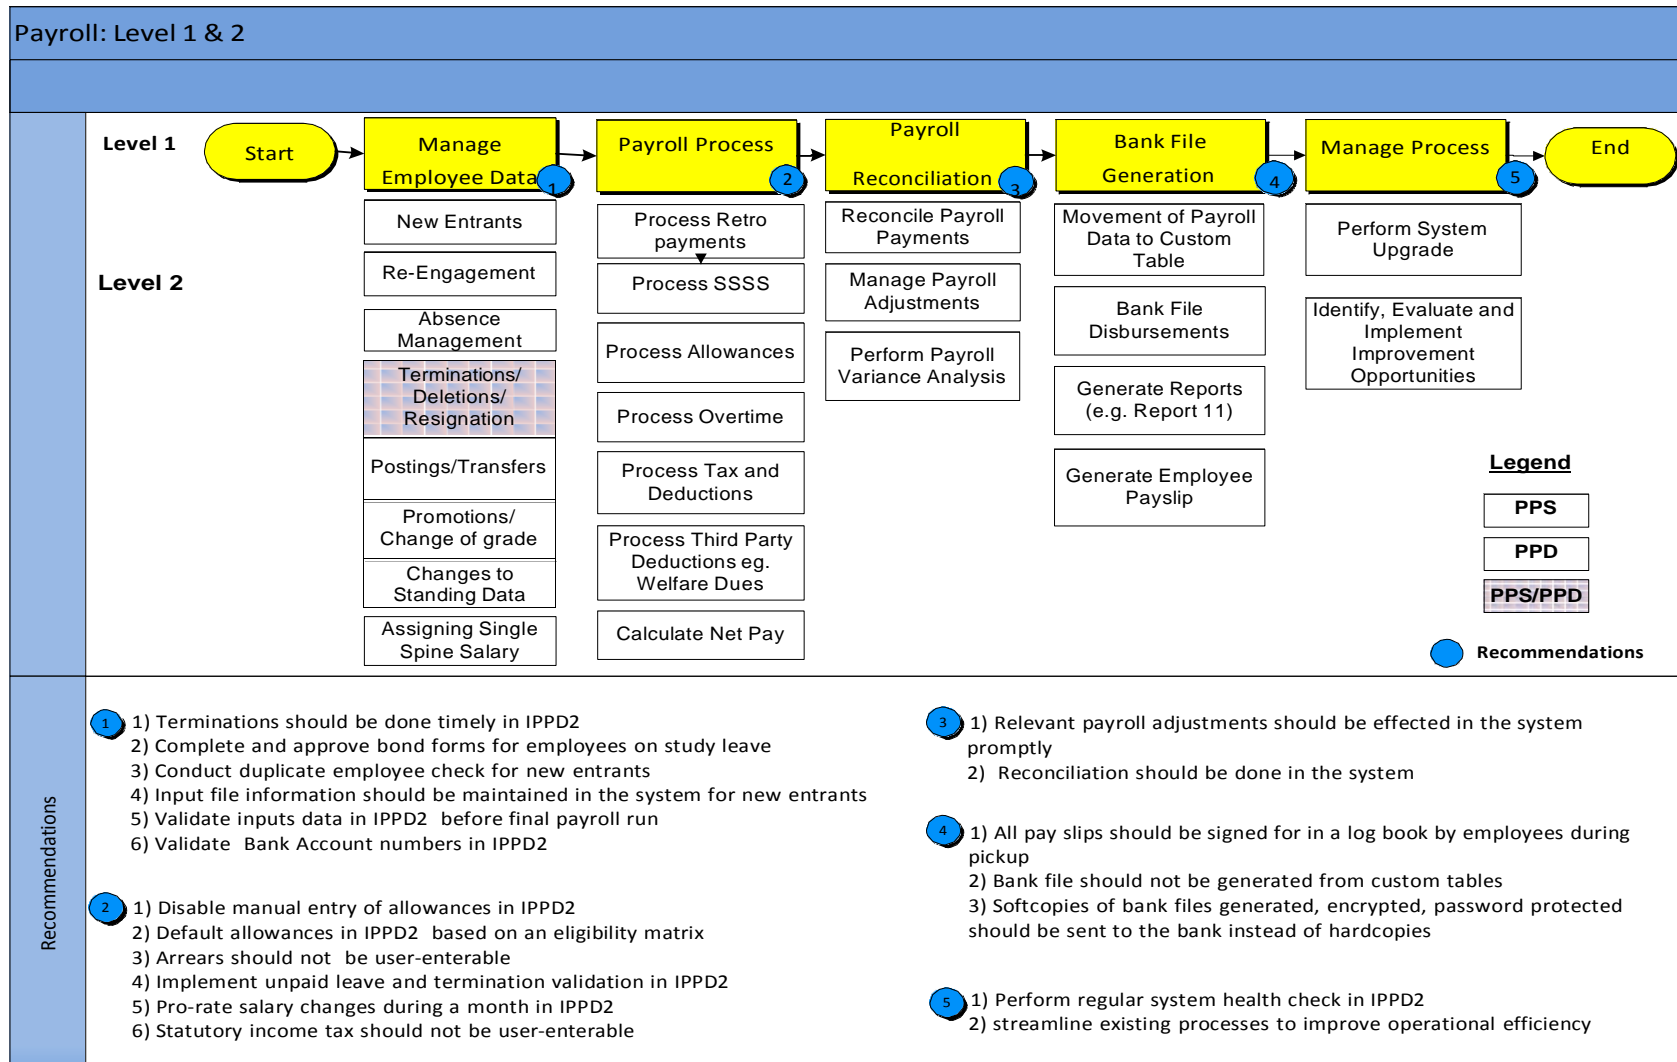 Payroll: Level 1 & 2
Level 1
Start
Manage
Employee Data
1
Payroll Process
2
Payroll
Reconciliation
3
Bank File
Generation
4
Manage Process
5
End
Level 2
New Entrants
Re-Engagement
Absence
Management
Terminations/
Deletions/
Resignation
Postings/Transfers
Promotions/
Change of grade
Changes to
Standing Data
Assigning Single
Spine Salary
Process Retro
payments
Process SSSS
Process Allowances
Process Overtime
Process Tax and
Deductions
Process Third Party
Deductions eg.
Welfare Dues
Calculate Net Pay
Reconcile Payroll
Payments
Manage Payroll
Adjustments
Perform Payroll
Variance Analysis
Movement of Payroll
Data to Custom
Table
Bank File
Disbursements
Generate Reports
(e.g. Report 11)
Generate Employee
Payslip
Perform System
Upgrade
Identify, Evaluate and
Implement
Improvement
Opportunities
Legend
PPS
PPD
PPS/PPD
Recommendations
Recommendations
1
1) Terminations should be done timely in IPPD2
2) Complete and approve bond forms for employees on study leave
3) Conduct duplicate employee check for new entrants
4) Input file information should be maintained in the system for new entrants
5) Validate inputs data in IPPD2 before final payroll run
6) Validate Bank Account numbers in IPPD2
2
1) Disable manual entry of allowances in IPPD2
2) Default allowances in IPPD2 based on an eligibility matrix
3) Arrears should not be user-enterable
4) Implement unpaid leave and termination validation in IPPD2
5) Pro-rate salary changes during a month in IPPD2
6) Statutory income tax should not be user-enterable
3
1) Relevant payroll adjustments should be effected in the system
promptly
2) Reconciliation should be done in the system
4
1) All pay slips should be signed for in a log book by employees during
pickup
2) Bank file should not be generated from custom tables
3) Softcopies of bank files generated, encrypted, password protected
should be sent to the bank instead of hardcopies
5
1) Perform regular system health check in IPPD2
2) streamline existing processes to improve operational efficiency